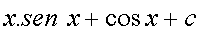 x.sen x + cos x + c